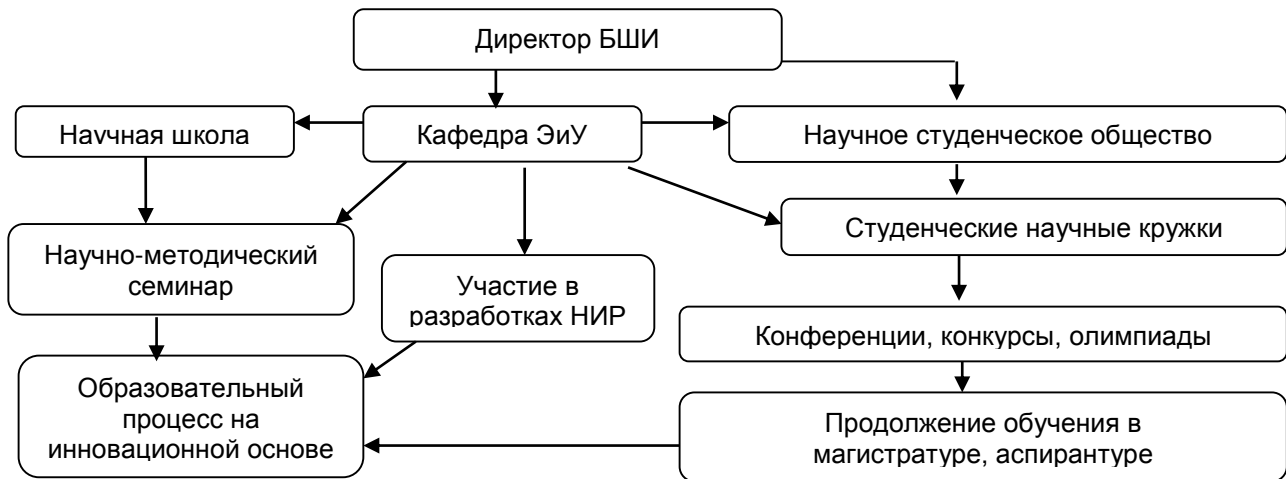 Директор БШИ
Научная школа
Кафедра ЭиУ
Научное студенческое общество
Научно-методический
семинар
Студенческие научные кружки
Участие в
разработках НИР
Конференции, конкурсы, олимпиады
Образовательный
процесс на
инновационной основе
Продолжение обучения в
магистратуре, аспирантуре